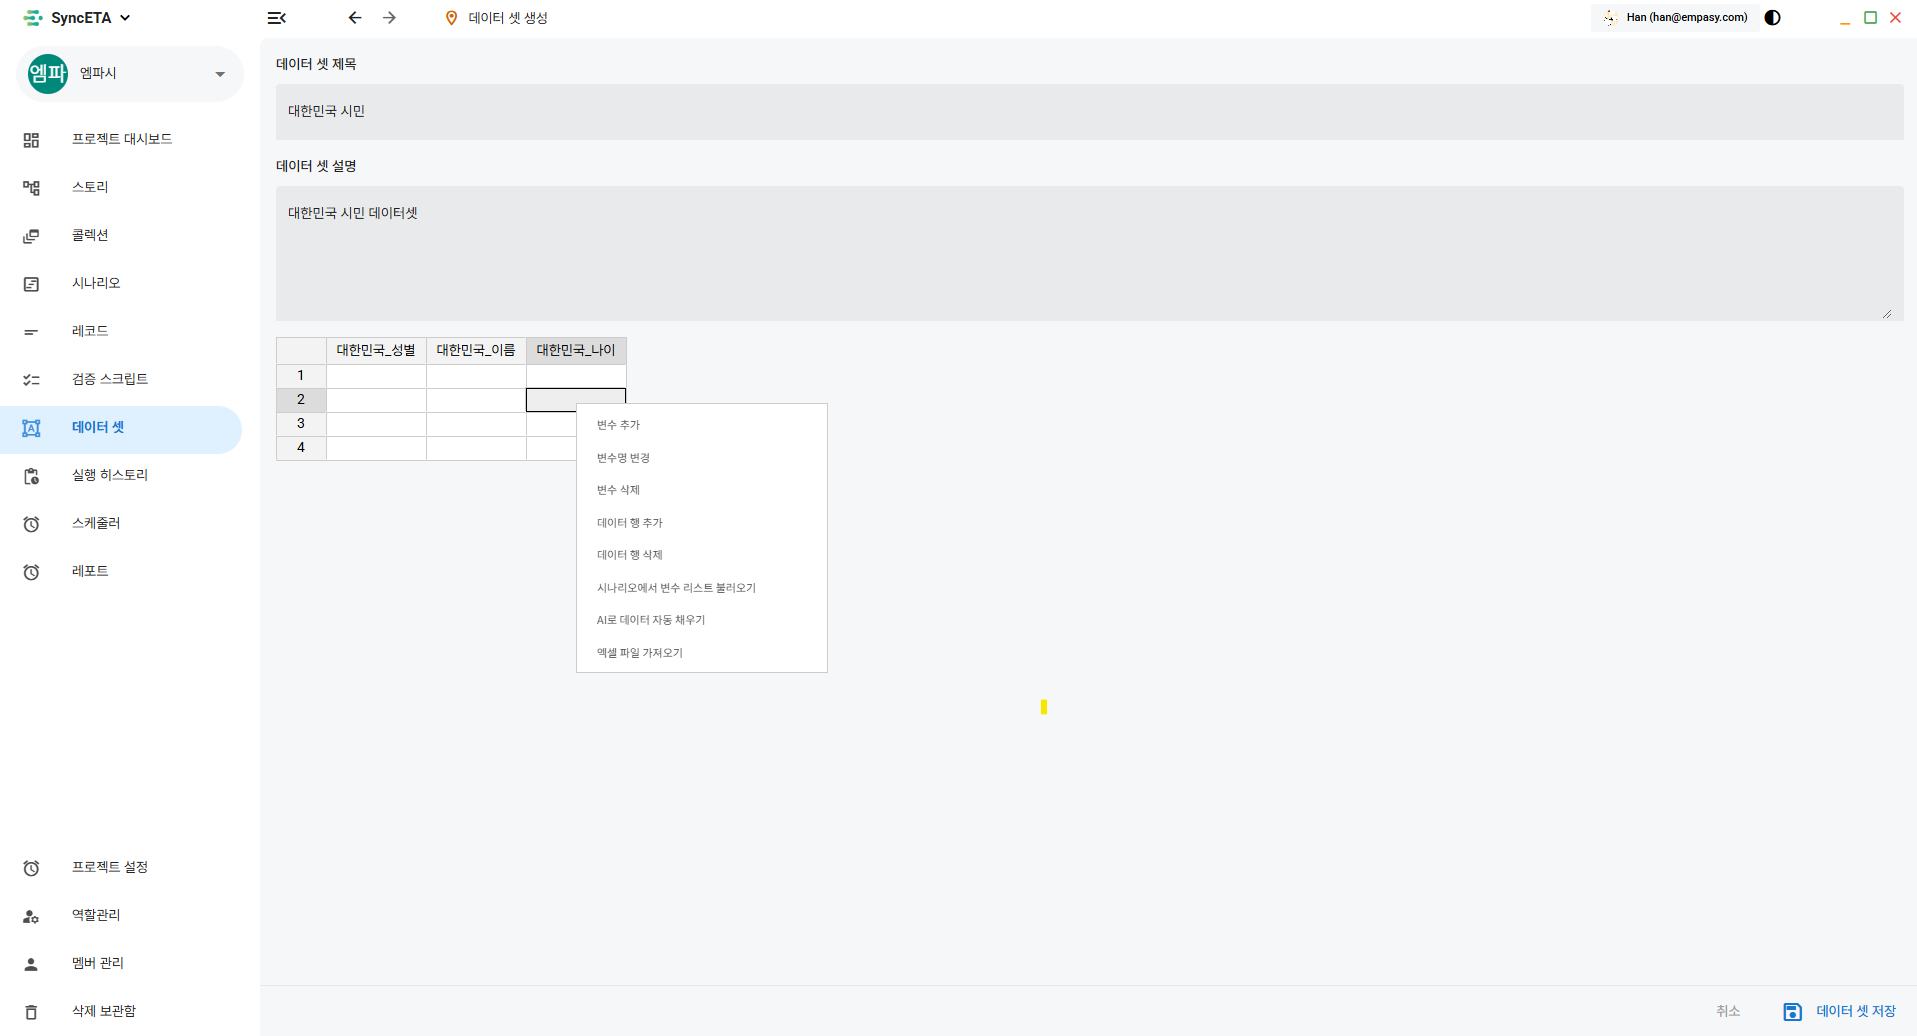 SyncETA
데이터 셋 생성
Han (han@empasy.com)
엠파
엠파시
프로젝트 대시보드
스토리
콜렉션
시나리오
레코드
검증 스크립트
데이터 셋
실행 히스토리
스케줄러
레포트
프로젝트 설정
역할관리
멤버 관리
삭제 보관함
데이터 셋 제목
대한민국 시민
데이터 셋 설명
대한민국 시민 데이터셋
대한민국_성별 대한민국_이름 대한민국_나이
1
2
3
4
변수 추가
변수명 변경
변수 삭제
데이터 행 추가
데이터 행 삭제
시나리오에서 변수 리스트 불러오기
AI로 데이터 자동 채우기
엑셀 파일 가져오기
취소
데이터 셋 저장